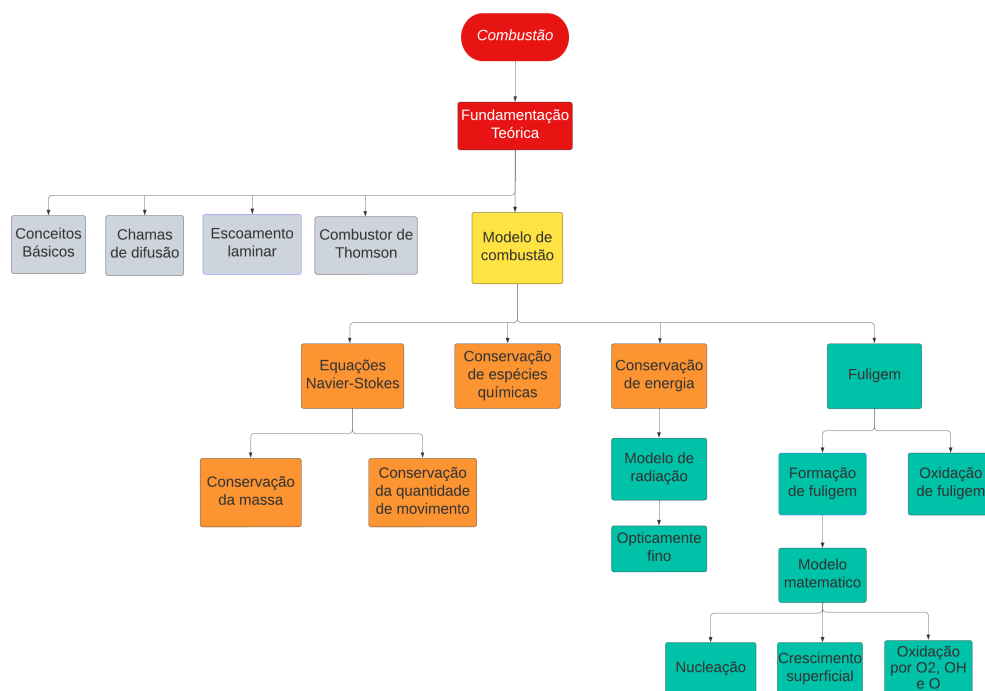 Combustão
Fundamentação
Teórica
Conceitos
Básicos
Chamas
de difusão
Escoamento
laminar
Combustor de
Thomson
Modelo de
combustão
Equações
Navier-Stokes
Conservação
de espécies
químicas
Conservação
de energia
Fuligem
Conservação
da massa
Conservação
da quantidade
de movimento
Modelo de
radiação
Formação
de fuligem
Oxidação
de fuligem
Opticamente
fino
Modelo
matematico
Nucleação
Crescimento
superficial
Oxidação
por O2, OH
e O